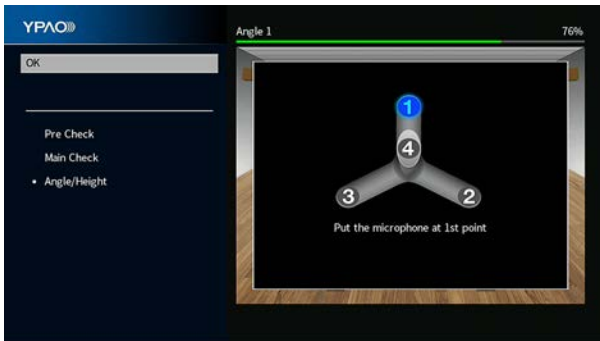 YPAO
Angle 1
76%
OK
Pre Check
Main Check
Angle/Height
1
4
3
2
Put the microphone at 1st point